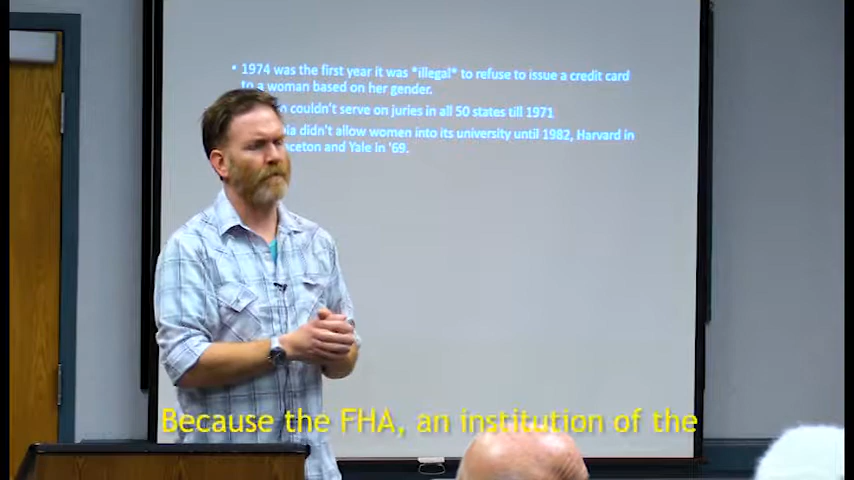 • 1974 was the first year it was *illegal* to refuse to issue a credit card
to a woman based on her gender.
couldn't serve on juries in all 50 states till 1971
didn't allow women into its university until 1982, Harvard in
and Yale in '69.
Because the FHA, an institution of the